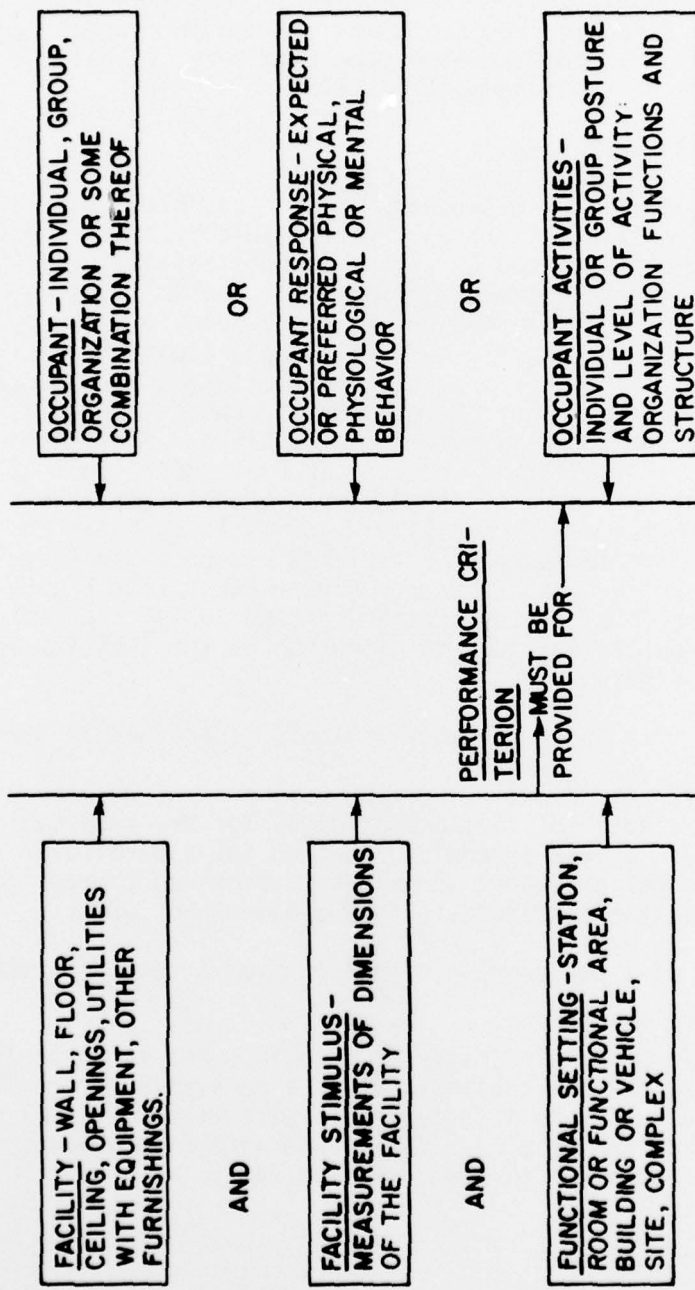 FACILITY – WALL, FLOOR,
CEILING, OPENINGS, UTILITIES
WITH EQUIPMENT, OTHER
FURNISHINGS.
AND
FACILITY STIMULUS-
MEASUREMENTS OF DIMENSIONS
OF THE FACILITY
AND
FUNCTIONAL SETTING – STATION,
ROOM OR FUNCTIONAL AREA,
BUILDING OR VEHICLE,
SITE, COMPLEX
PERFORMANCE CRI-
TERION
MUST BE
PROVIDED FOR
OCCUPANT – INDIVIDUAL, GROUP,
ORGANIZATION OR SOME
COMBINATION THEREOF
OR
OCCUPANT RESPONSE - EXPECTED
OR PREFERRED PHYSICAL,
PHYSIOLOGICAL OR MENTAL
BEHAVIOR
OR
OCCUPANT ACTIVITIES-
INDIVIDUAL OR GROUP POSTURE
AND LEVEL OF ACTIVITY:
ORGANIZATION FUNCTIONS AND
STRUCTURE